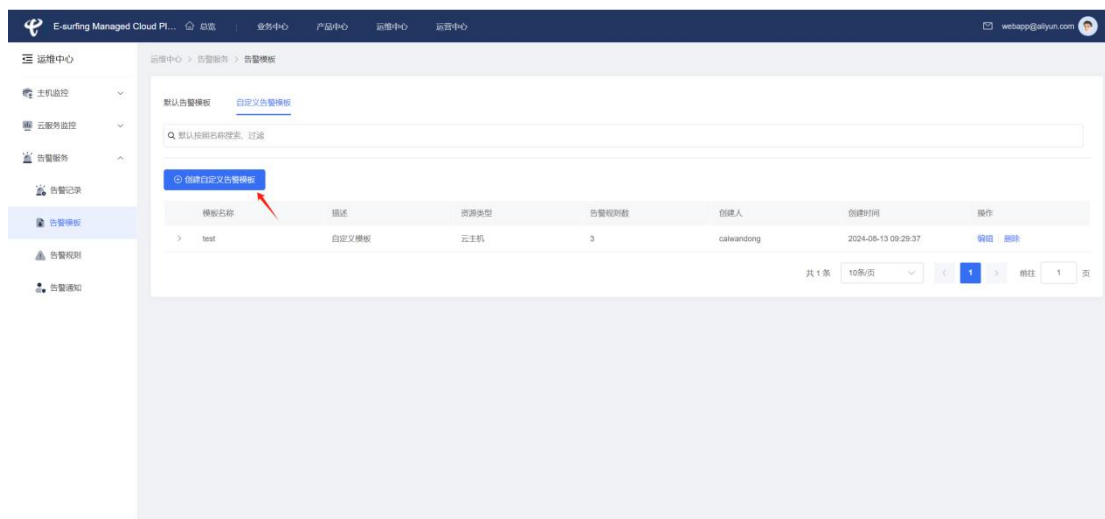 E-surfing Managed Cloud Pl... 总览 业务中心 产品中心 运维中心 运营中心 webapp@aliyun.com
运维中心
运维中心 > 告警服务 > 告警模板
主机监控
云服务监控
告警服务
告警记录
告警模板
告警规则
告警通知
默认告警模板 自定义告警模板
默认按照名称搜索、过滤
创建自定义告警模板
模板名称 描述 资源类型 告警规则数 创建人 创建时间 操作
test 自定义模板 云主机 3 caiwandong 2024-08-13 09:29:37 编辑 删除
共 1 条 10条/页 1 前往 1 页